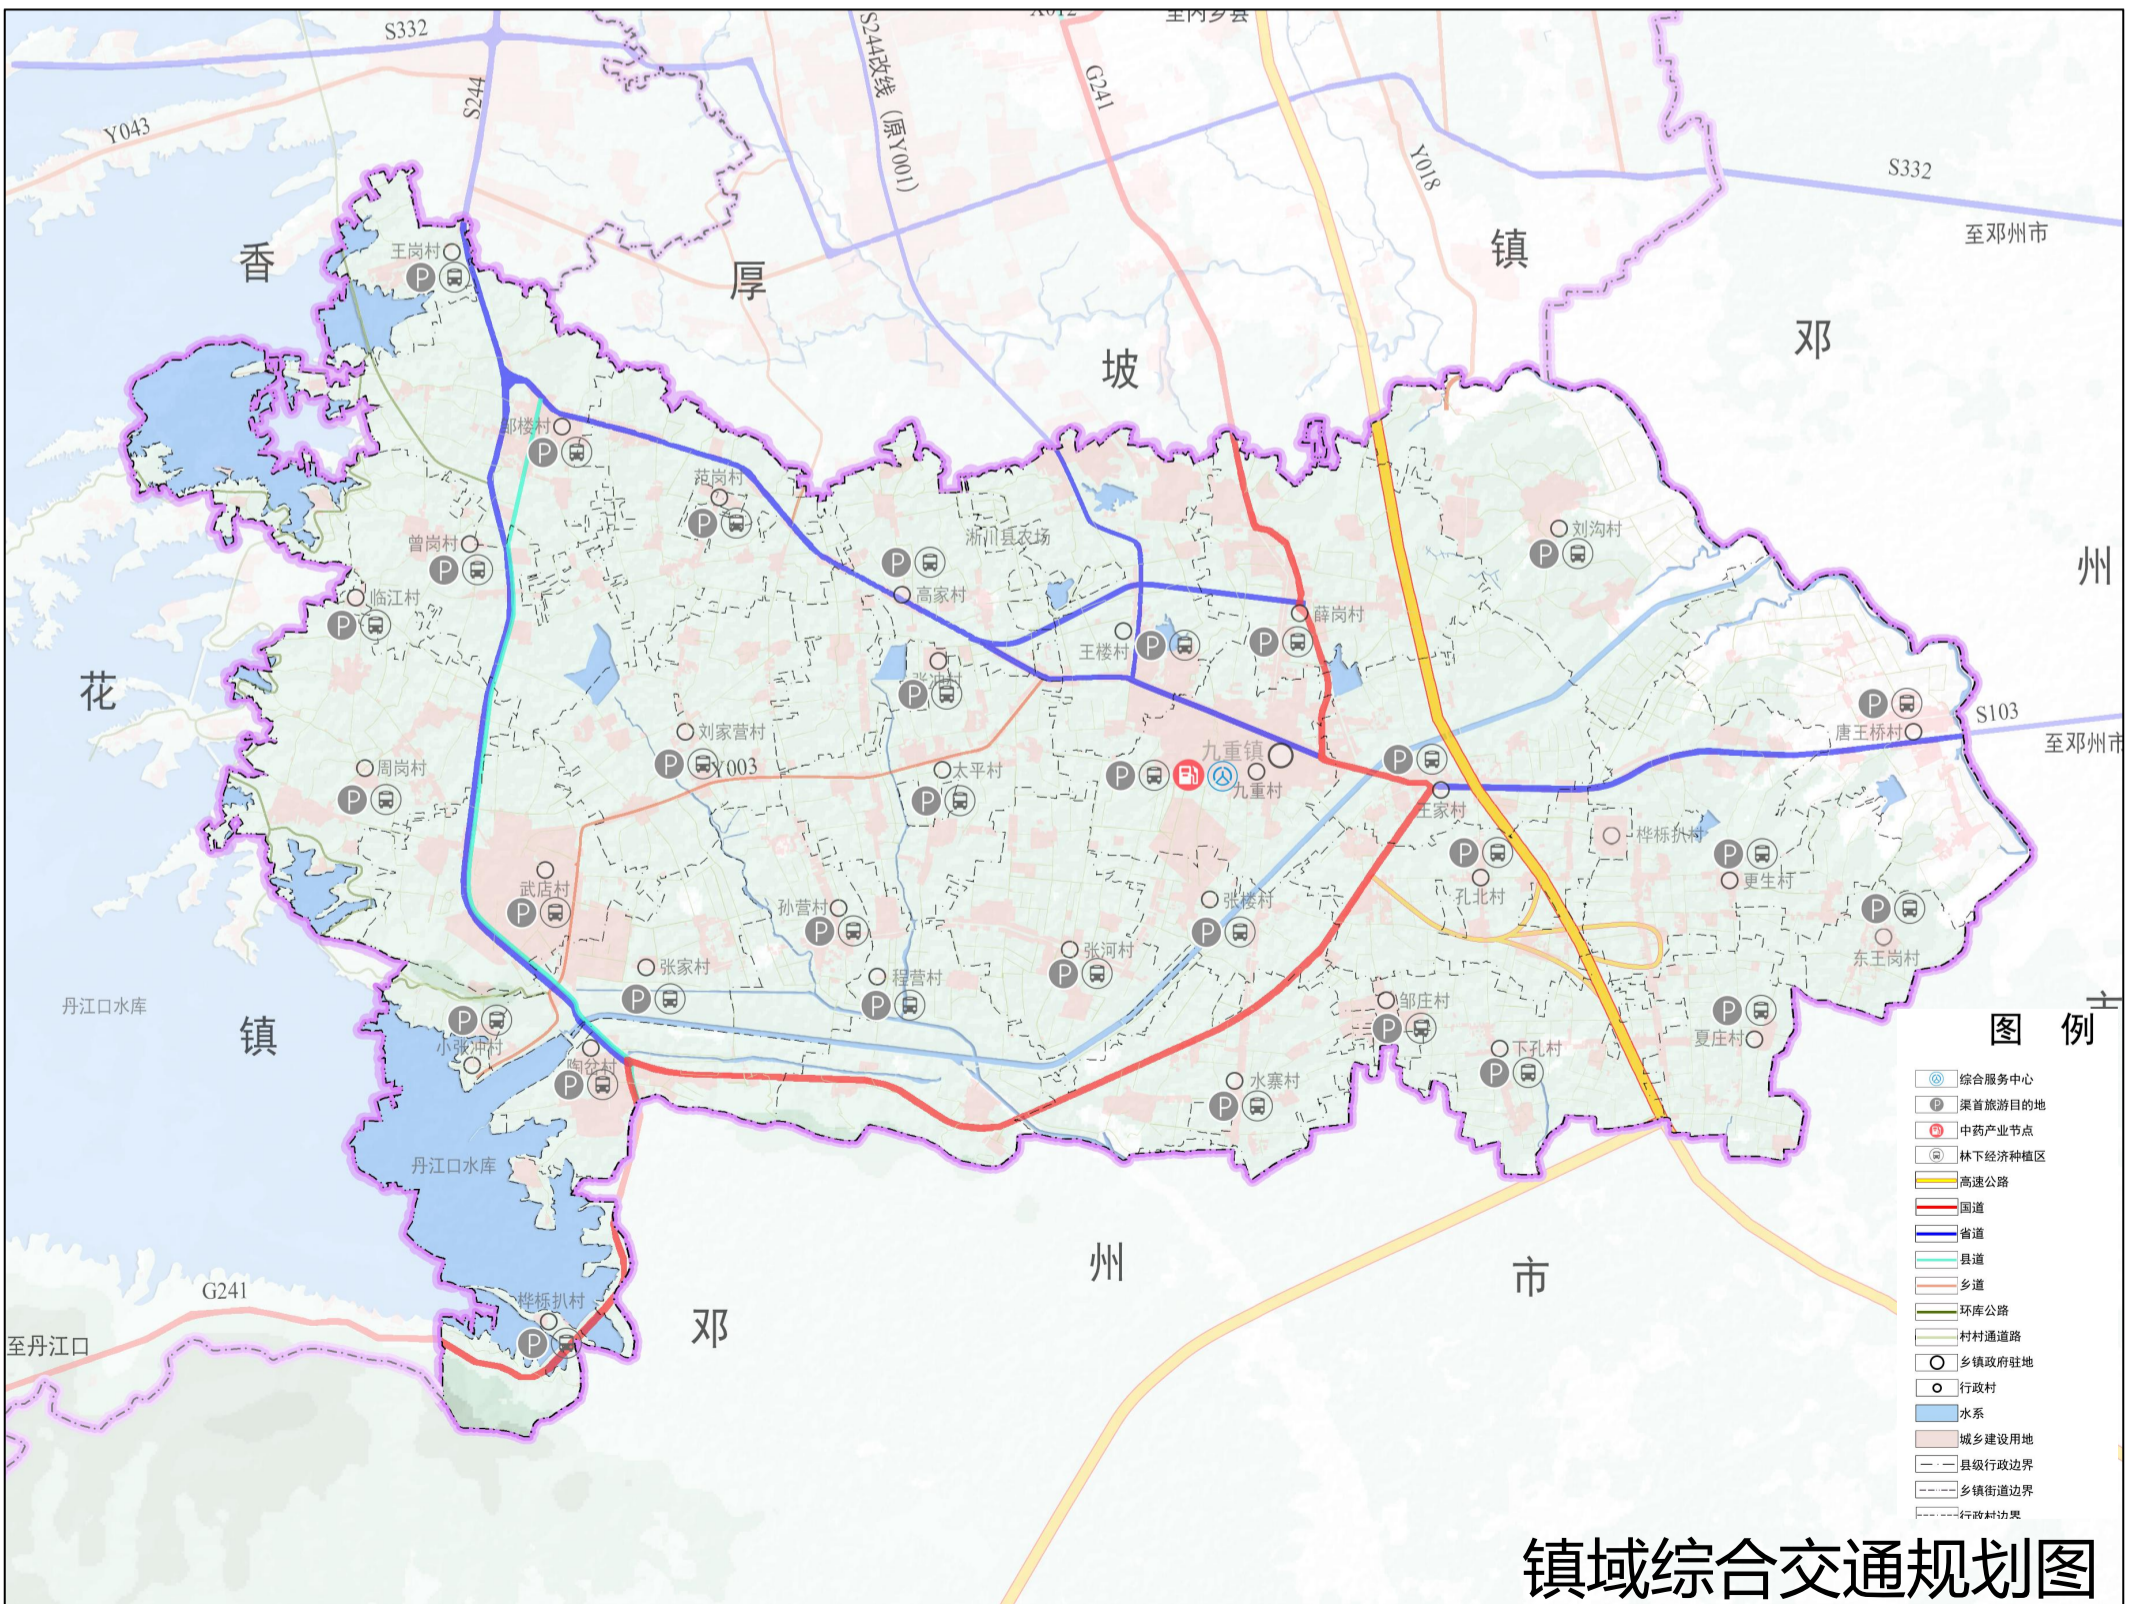 S332
至内乡县
S244
S244改线（原Y001）
G241
Y043
Y018
S332
至邓州市
香
厚
镇
坡
邓
王岗村
邹楼村
范岗村
淅川县农场
刘沟村
州
曾岗村
临江村
高家村
薛岗村
王楼村
张冲村
花
刘家营村
Y003
太平村
九重镇
九重村
唐王桥村
S103
至邓州市
周岗村
王家村
桦栎扒村
孔北村
更生村
武店村
孙营村
张楼村
张河村
东王岗村
张家村
程营村
邹庄村
丹江口水库
镇
小张冲村
陶岔村
下孔村
夏庄村
水寨村
市
丹江口水库
州
市
邓
G241
至丹江口
桦栎扒村
图 例
综合服务中心
渠首旅游目的地
中药产业节点
林下经济种植区
高速公路
国道
省道
县道
乡道
环库公路
村村通道路
乡镇政府驻地
行政村
水系
城乡建设用地
县级行政边界
乡镇街道边界
行政村边界
镇域综合交通规划图